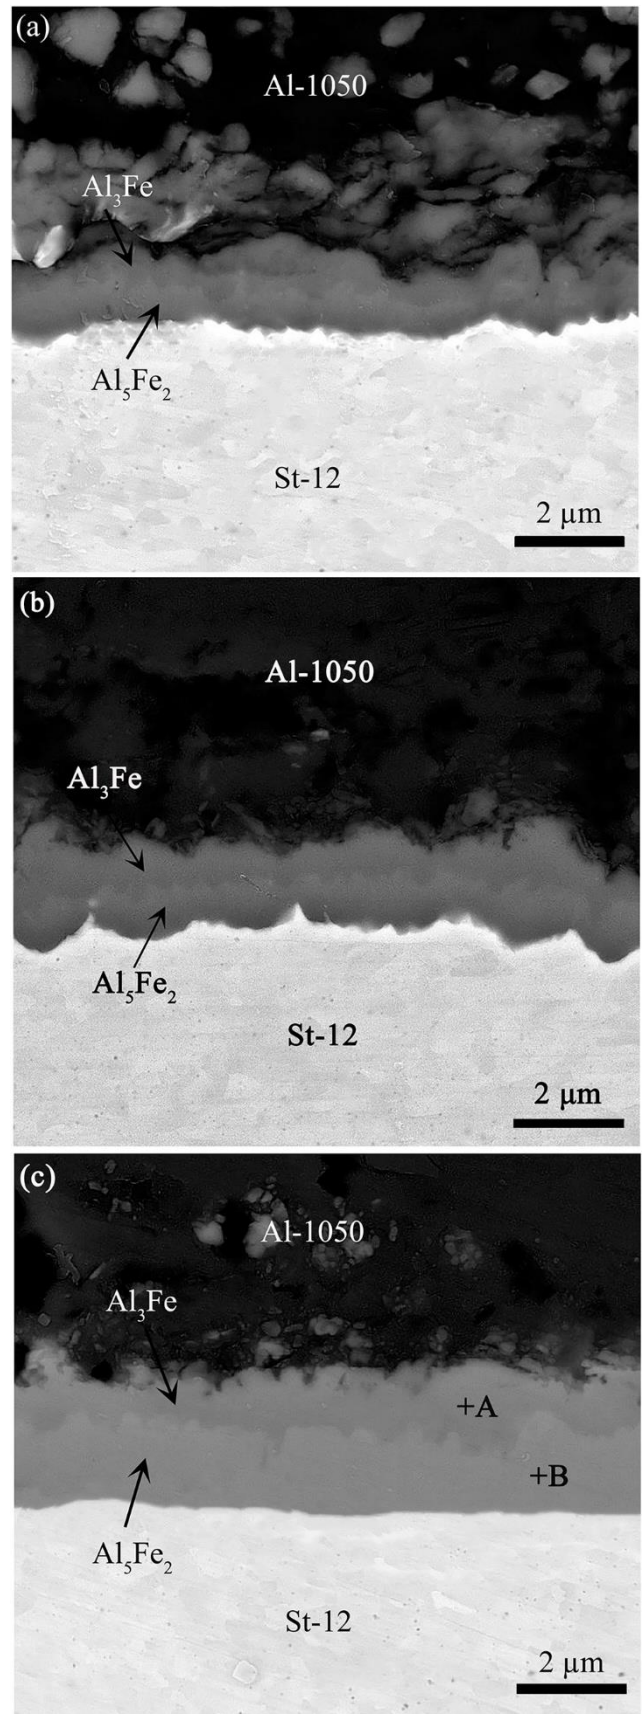 (a)
Al-1050
Al₃Fe
Al₅Fe₂
St-12
2 µm
(b)
Al-1050
Al₃Fe
Al₅Fe₂
St-12
2 µm
(c)
Al-1050
Al₃Fe
+A
+B
Al₅Fe₂
St-12
2 µm